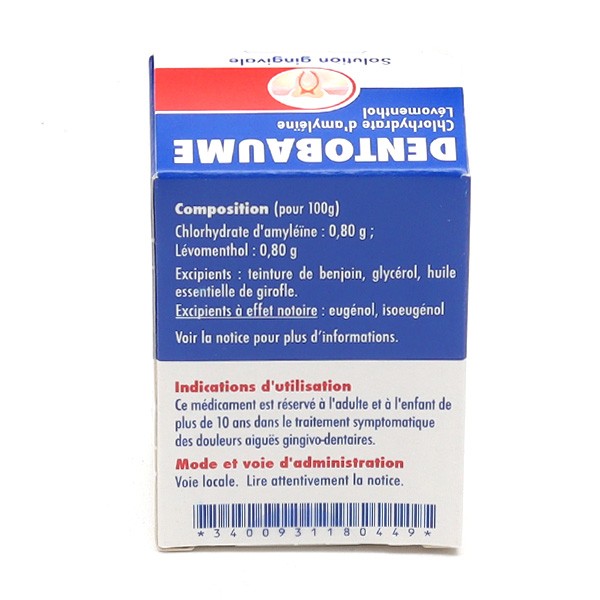 Solution gingivale
Lévomenthol
Chlorhydrate d'amyléine
DENTOBAUME
Composition (pour 100g)
Chlorhydrate d'amyléine : 0,80 g ;
Lévomenthol : 0,80 g
Excipients : teinture de benjoin, glycérol, huile
essentielle de girofle.
Excipients à effet notoire : eugénol, isoeugénol
Voir la notice pour plus d'informations.
Indications d'utilisation
Ce médicament est réservé à l'adulte et à l'enfant de
plus de 10 ans dans le traitement symptomatique
des douleurs aiguës gingivo-dentaires.
Mode et voie d'administration
Voie locale. Lire attentivement la notice.
*3400931180449*